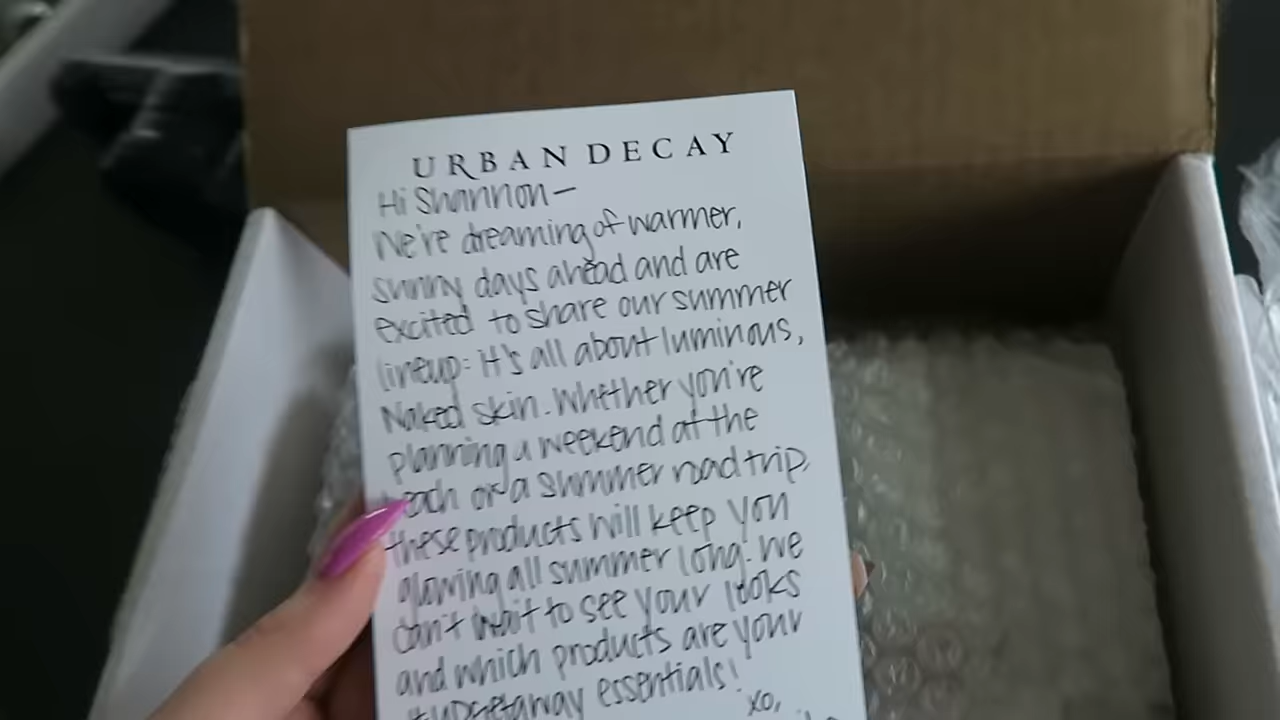 URBAN DECAY
Hi Shannon—
We're dreaming of warmer,
sunny days ahead and are
excited to share our summer
lineup: it's all about luminous,
Naked skin. Whether you're
planning a weekend at the
beach or a summer road trip,
these products will keep you
glowing all summer long. We
can't wait to see your looks
and which products are your
essentials!
xo,